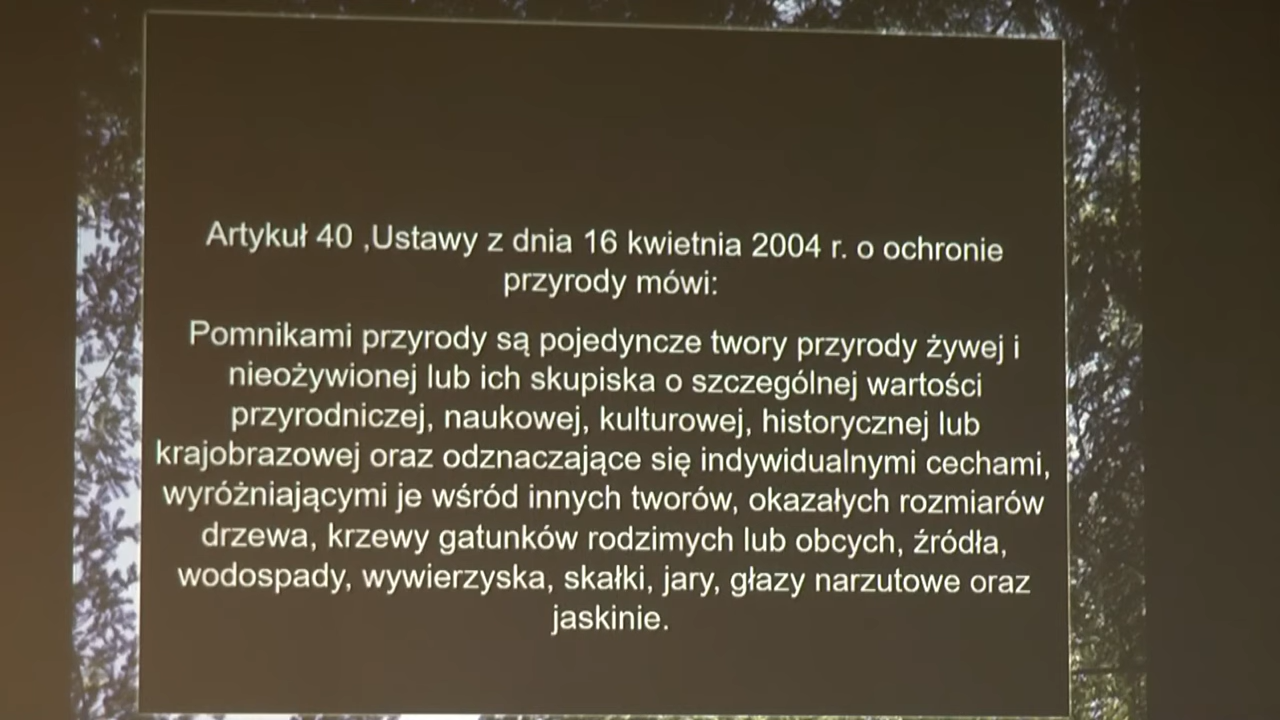 Artykuł 40 ,Ustawy z dnia 16 kwietnia 2004 r. o ochronie
przyrody mówi:
Pomnikami przyrody są pojedyncze twory przyrody żywej i
nieożywionej lub ich skupiska o szczególnej wartości
przyrodniczej, naukowej, kulturowej, historycznej lub
krajobrazowej oraz odznaczające się indywidualnymi cechami,
wyróżniającymi je wśród innych tworów, okazałych rozmiarów
drzewa, krzewy gatunków rodzimych lub obcych, źródła,
wodospady, wywierzyska, skałki, jary, głazy narzutowe oraz
jaskinie.